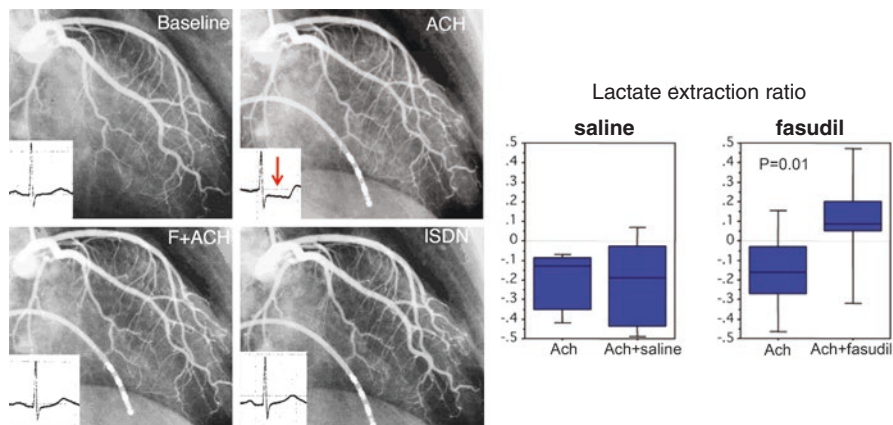 Baseline
ACH
F+ACH
ISDN
Lactate extraction ratio
saline
fasudil
.5
.4
.3
.2
.1
0
-.1
-.2
-.3
-.4
-.5
Ach
Ach+saline
.5
.4
.3
.2
.1
0
-.1
-.2
-.3
-.4
-.5
P=0.01
Ach
Ach+fasudil